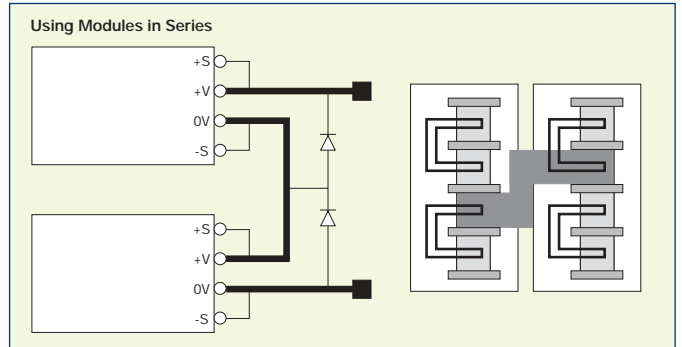 Using Modules in Series
+S
+V
0V
-S
+S
+V
0V
-S